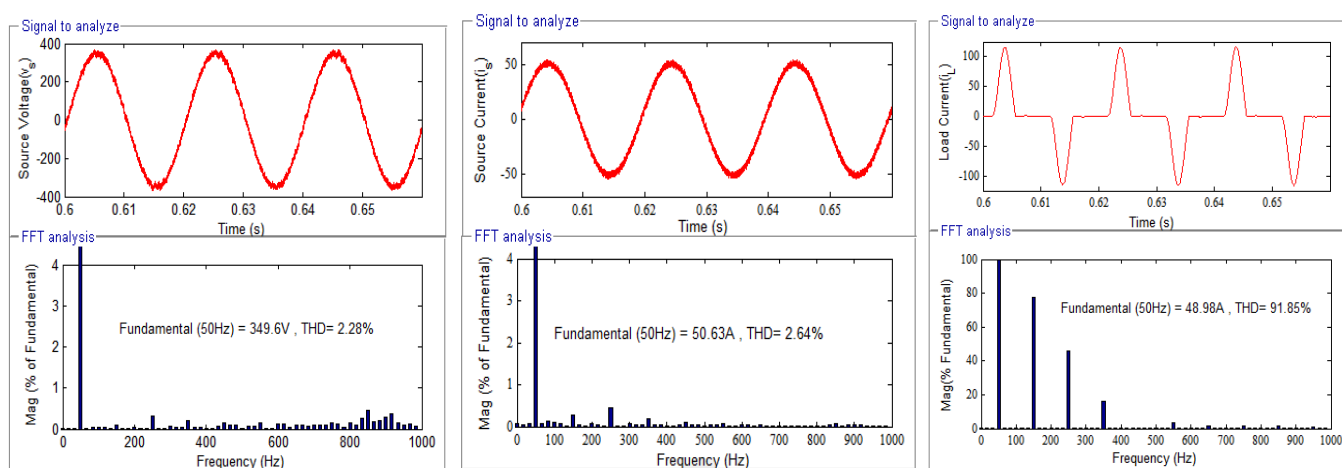 Signal to analyze
Source Voltage(vs)
400
200
0
-200
-400
0.6 0.61 0.62 0.63 0.64 0.65
Time (s)
FFT analysis
Mag (% of Fundamental)
4
3
2
1
0
Fundamental (50Hz) = 349.6V , THD= 2.28%
0 200 400 600 800 1000
Frequency (Hz)
Signal to analyze
Source Current(is)
50
0
-50
0.6 0.61 0.62 0.63 0.64 0.65
Time (s)
FFT analysis
Mag (% of Fundamental)
4
3
2
1
0
Fundamental (50Hz) = 50.63A , THD= 2.64%
0 100 200 300 400 500 600 700 800 900 1000
Frequency (Hz)
Signal to analyze
Load Current(iL)
100
50
0
-50
-100
0.6 0.61 0.62 0.63 0.64 0.65
Time (s)
FFT analysis
Mag(% Fundamental)
100
80
60
40
20
0
Fundamental (50Hz) = 48.98A , THD= 91.85%
0 100 200 300 400 500 600 700 800 900 1000
Frequency (Hz)